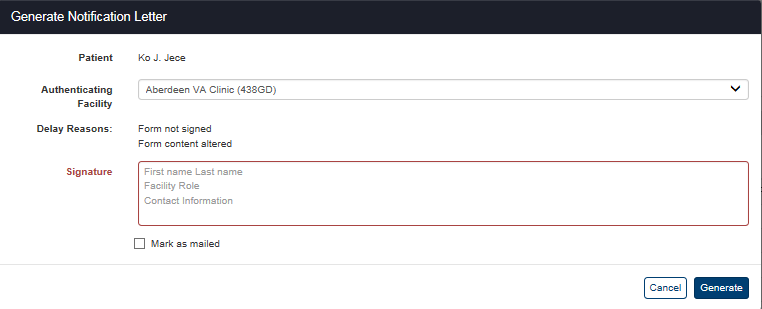 Generate Notification Letter
Patient Ko J. Jece
Authenticating Facility Aberdeen VA Clinic (438GD)
Delay Reasons: Form not signed
Form content altered
Signature First name Last name
Facility Role
Contact Information
Mark as mailed
Cancel Generate